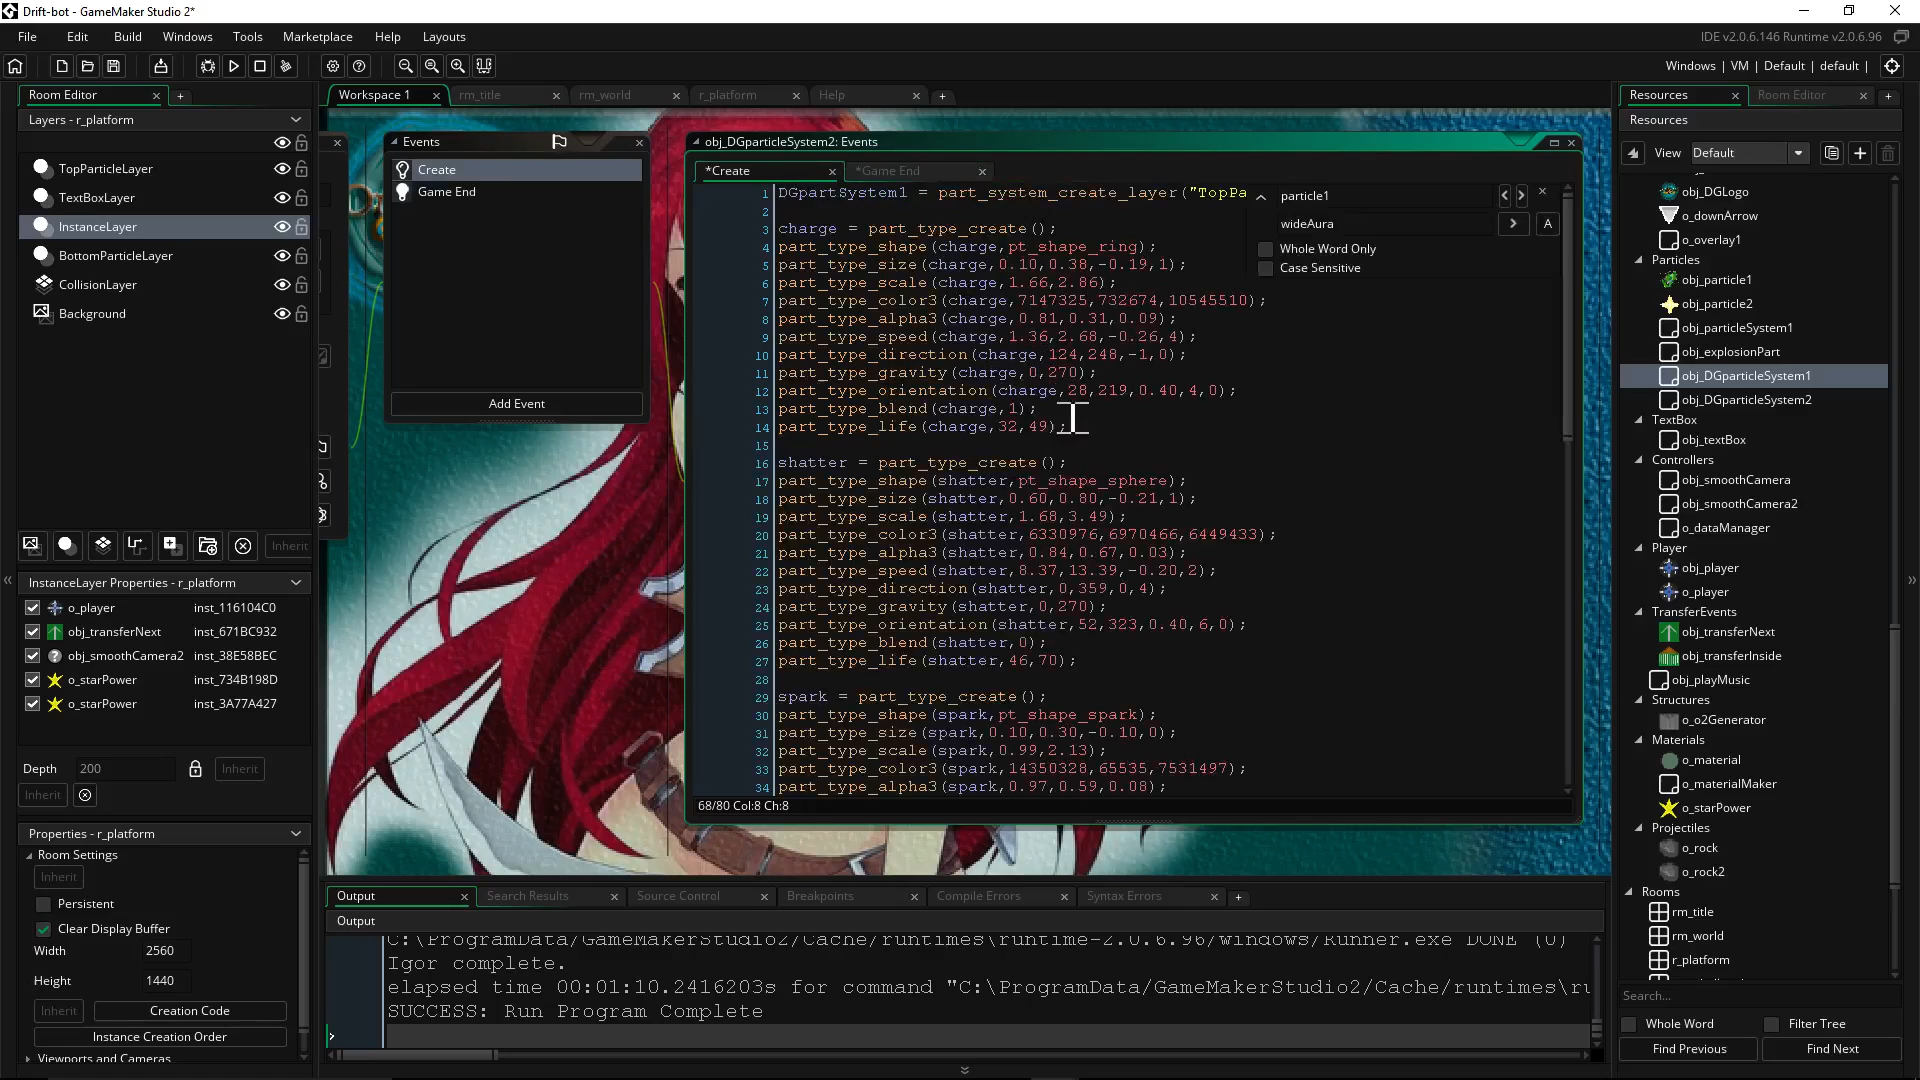 Drift-bot - GameMaker Studio 2*
File Edit Build Windows Tools Marketplace Help Layouts
IDE v2.0.6.146 Runtime v2.0.6.96
Windows | VM | Default | default |
Room Editor
Layers - r_platform
TopParticleLayer
TextBoxLayer
InstanceLayer
BottomParticleLayer
CollisionLayer
Background
Inherit
InstanceLayer Properties - r_platform
o_player inst_116104C0
obj_transferNext inst_671BC932
obj_smoothCamera2 inst_38E58BEC
o_starPower inst_734B198D
o_starPower inst_3A77A427
Depth 200 Inherit
Inherit
Properties - r_platform
Room Settings
Inherit
Persistent
Clear Display Buffer
Width 2560
Height 1440
Inherit Creation Code
Instance Creation Order
Viewports and Cameras
Workspace 1 rm_title rm_world r_platform Help
Events
Create
Game End
Add Event
obj_DGparticleSystem2: Events
*Create *Game End
1 DGpartSystem1 = part_system_create_layer("TopPa
2
3 charge = part_type_create();
4 part_type_shape(charge,pt_shape_ring);
5 part_type_size(charge,0.10,0.38,-0.19,1);
6 part_type_scale(charge,1.66,2.86);
7 part_type_color3(charge,7147325,732674,10545510);
8 part_type_alpha3(charge,0.81,0.31,0.09);
9 part_type_speed(charge,1.36,2.68,-0.26,4);
10 part_type_direction(charge,124,248,-1,0);
11 part_type_gravity(charge,0,270);
12 part_type_orientation(charge,28,219,0.40,4,0);
13 part_type_blend(charge,1);
14 part_type_life(charge,32,49);
15
16 shatter = part_type_create();
17 part_type_shape(shatter,pt_shape_sphere);
18 part_type_size(shatter,0.60,0.80,-0.21,1);
19 part_type_scale(shatter,1.68,3.49);
20 part_type_color3(shatter,6330976,6970466,6449433);
21 part_type_alpha3(shatter,0.84,0.67,0.03);
22 part_type_speed(shatter,8.37,13.39,-0.20,2);
23 part_type_direction(shatter,0,359,0,4);
24 part_type_gravity(shatter,0,270);
25 part_type_orientation(shatter,52,323,0.40,6,0);
26 part_type_blend(shatter,0);
27 part_type_life(shatter,46,70);
28
29 spark = part_type_create();
30 part_type_shape(spark,pt_shape_spark);
31 part_type_size(spark,0.10,0.30,-0.10,0);
32 part_type_scale(spark,0.99,2.13);
33 part_type_color3(spark,14350328,65535,7531497);
34 part_type_alpha3(spark,0.97,0.59,0.08);
68/80 Col:8 Ch:8
particle1
wideAura
A
Whole Word Only
Case Sensitive
Output Search Results Source Control Breakpoints Compile Errors Syntax Errors
Output
C:\ProgramData/GameMakerStudio2/Cache/runtimes\runtime-2.0.6.96/windows/Runner.exe DONE (0)
Igor complete.
elapsed time 00:01:10.2416203s for command "C:\ProgramData/GameMakerStudio2/Cache/runtimes\ru
SUCCESS: Run Program Complete
Resources Room Editor
Resources
View Default
obj_DGLogo
o_downArrow
o_overlay1
Particles
obj_particle1
obj_particle2
obj_particleSystem1
obj_explosionPart
obj_DGparticleSystem1
obj_DGparticleSystem2
TextBox
obj_textBox
Controllers
obj_smoothCamera
obj_smoothCamera2
o_dataManager
Player
obj_player
o_player
TransferEvents
obj_transferNext
obj_transferInside
obj_playMusic
Structures
o_o2Generator
Materials
o_material
o_materialMaker
o_starPower
Projectiles
o_rock
o_rock2
Rooms
rm_title
rm_world
r_platform
Search...
Whole Word Filter Tree
Find Previous Find Next